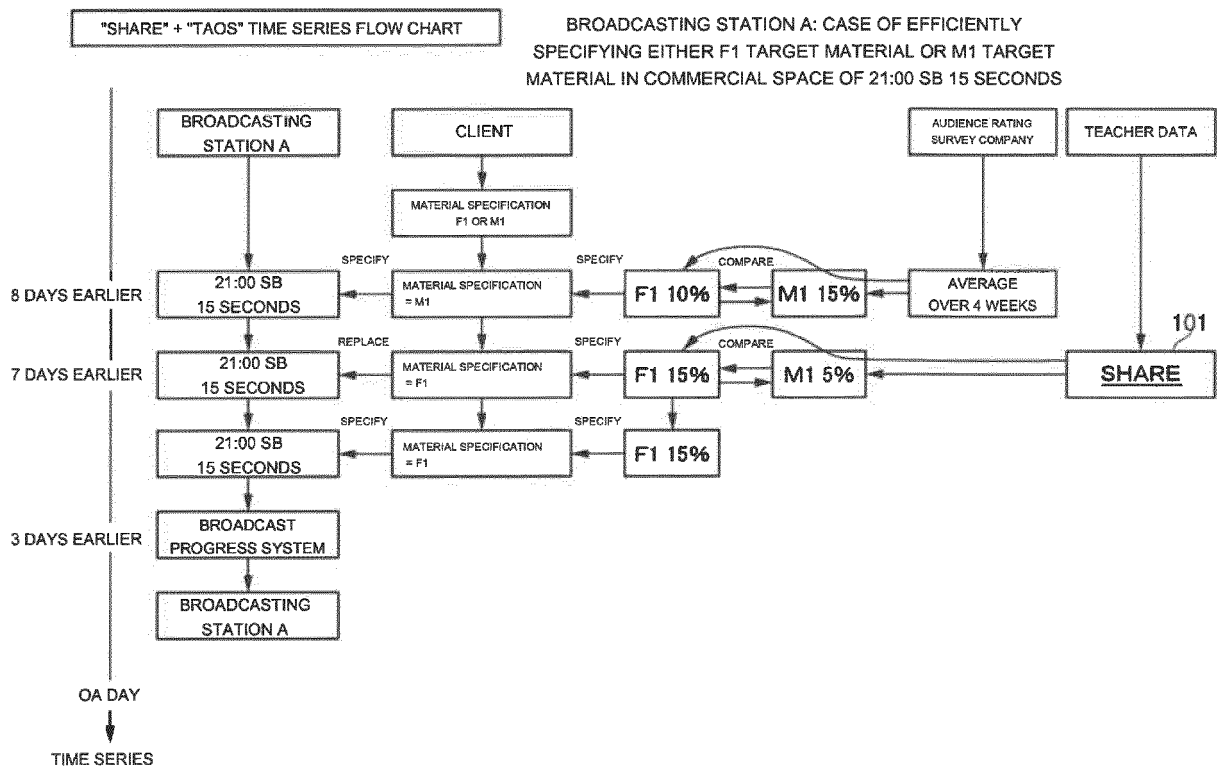 "SHARE" + "TAOS" TIME SERIES FLOW CHART
BROADCASTING STATION A: CASE OF EFFICIENTLY
SPECIFYING EITHER F1 TARGET MATERIAL OR M1 TARGET
MATERIAL IN COMMERCIAL SPACE OF 21:00 SB 15 SECONDS
BROADCASTING
STATION A
CLIENT
AUDIENCE RATING
SURVEY COMPANY
TEACHER DATA
MATERIAL SPECIFICATION
F1 OR M1
8 DAYS EARLIER
21:00 SB
15 SECONDS
SPECIFY
MATERIAL SPECIFICATION
= M1
SPECIFY
F1 10%
COMPARE
M1 15%
AVERAGE
OVER 4 WEEKS
7 DAYS EARLIER
21:00 SB
15 SECONDS
REPLACE
MATERIAL SPECIFICATION
= F1
SPECIFY
F1 15%
COMPARE
M1 5%
101
SHARE
21:00 SB
15 SECONDS
SPECIFY
MATERIAL SPECIFICATION
= F1
SPECIFY
F1 15%
3 DAYS EARLIER
BROADCAST
PROGRESS SYSTEM
BROADCASTING
STATION A
OA DAY
TIME SERIES